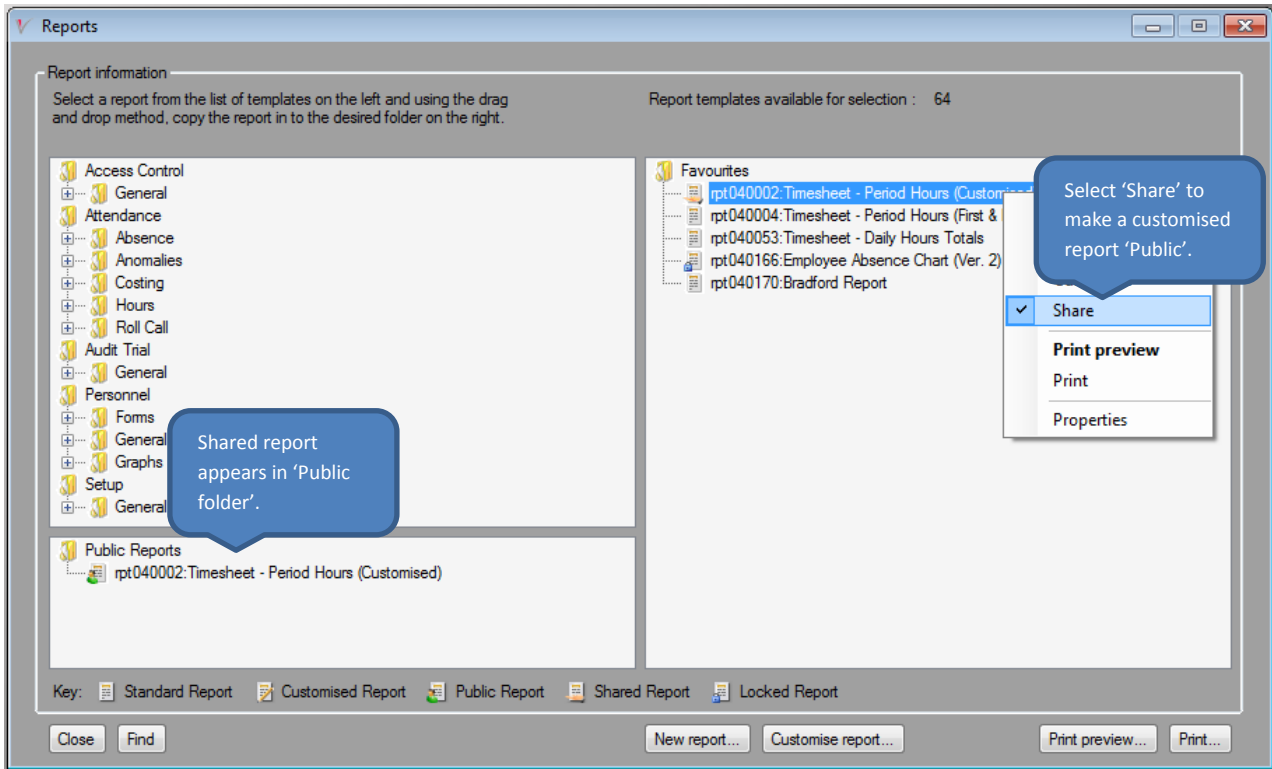 Reports
Report information
Select a report from the list of templates on the left and using the drag
and drop method, copy the report in to the desired folder on the right.
Report templates available for selection : 64
Access Control
General
Attendance
Absence
Anomalies
Costing
Hours
Roll Call
Audit Trial
General
Personnel
Forms
General
Graphs
Setup
General
Shared report
appears in ‘Public
folder’.
Public Reports
rpt040002:Timesheet - Period Hours (Customised)
Favourites
rpt040002:Timesheet - Period Hours (Customised
rpt040004:Timesheet - Period Hours (First &
rpt040053:Timesheet - Daily Hours Totals
rpt040166:Employee Absence Chart (Ver. 2)
rpt040170:Bradford Report
Select ‘Share’ to
make a customised
report ‘Public’.
Share
Print preview
Print
Properties
Key: Standard Report Customised Report Public Report Shared Report Locked Report
Close Find New report... Customise report... Print preview... Print...